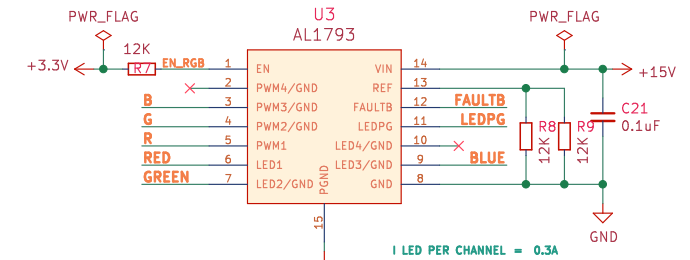 U3
AL1793
PWR_FLAG
PWR_FLAG
12K
R7
+3.3V
EN_RGB
1
EN
VIN
14
+15V
2
PWM4/GND
REF
13
B
3
PWM3/GND
FAULTB
12
FAULTB
G
4
PWM2/GND
LEDPG
11
LEDPG
R
5
PWM1
LED4/GND
10
RED
6
LED1
LED3/GND
9
BLUE
GREEN
7
LED2/GND
GND
8
PGND
15
R8
12K
R9
12K
C21
0.1uF
GND
I LED PER CHANNEL = 0.3A